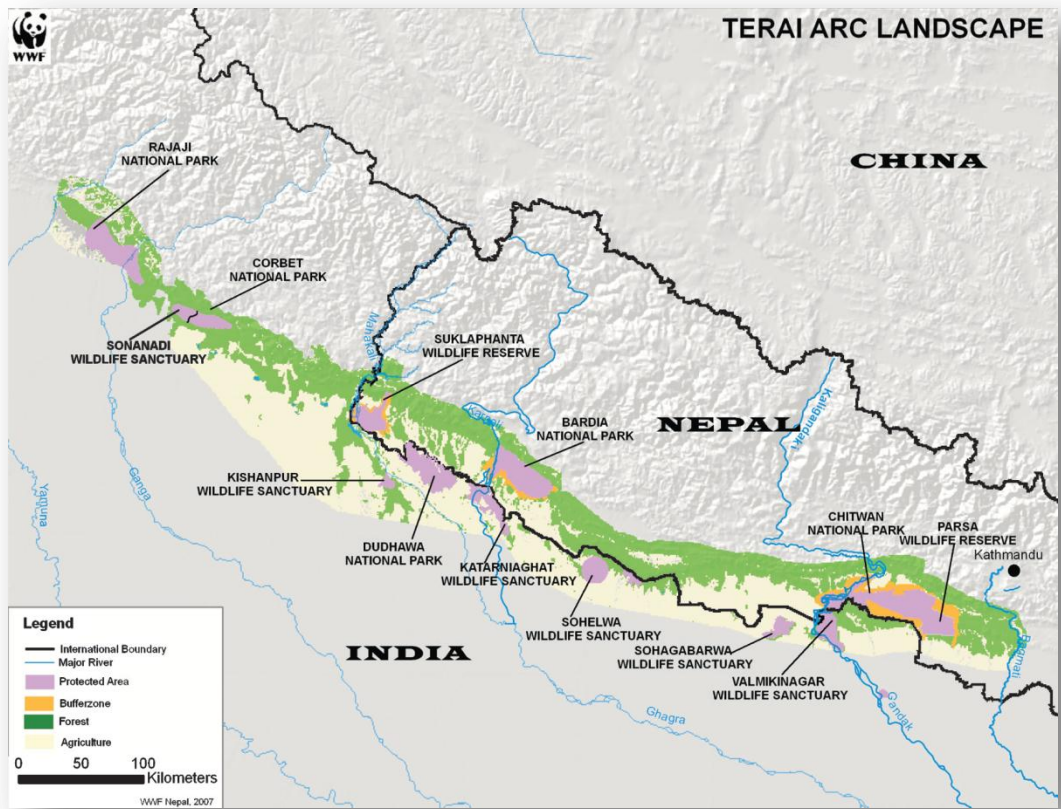 WWF
TERAI ARC LANDSCAPE
CHINA
RAJAJI
NATIONAL PARK
CORBET
NATIONAL PARK
SONANADI
WILDLIFE SANCTUARY
Mahakali
SUKLAPHANTA
WILDLIFE RESERVE
Karnali
BARDIA
NATIONAL PARK
NEPAL
Kaligandaki
KISHANPUR
WILDLIFE SANCTUARY
Yamuna
Ganga
DUDHAWA
NATIONAL PARK
KATARNIAGHAT
WILDLIFE SANCTUARY
CHITWAN
NATIONAL PARK
PARSA
WILDLIFE RESERVE
Kathmandu
SOHELWA
WILDLIFE SANCTUARY
SOHAGABARWA
WILDLIFE SANCTUARY
VALMIKINAGAR
WILDLIFE SANCTUARY
Bagmati
INDIA
Ghagra
Gandak
Legend
International Boundary
Major River
Protected Area
Bufferzone
Forest
Agriculture
0 50 100
Kilometers
WWF Nepal, 2007